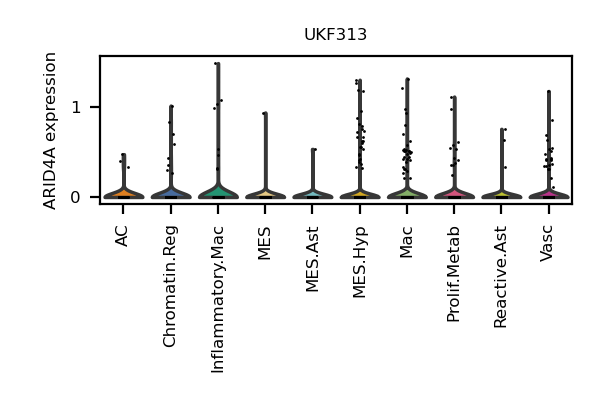 UKF313
ARID4A expression
1
0
AC
Chromatin.Reg
Inflammatory.Mac
MES
MES.Ast
MES.Hyp
Mac
Prolif.Metab
Reactive.Ast
Vasc